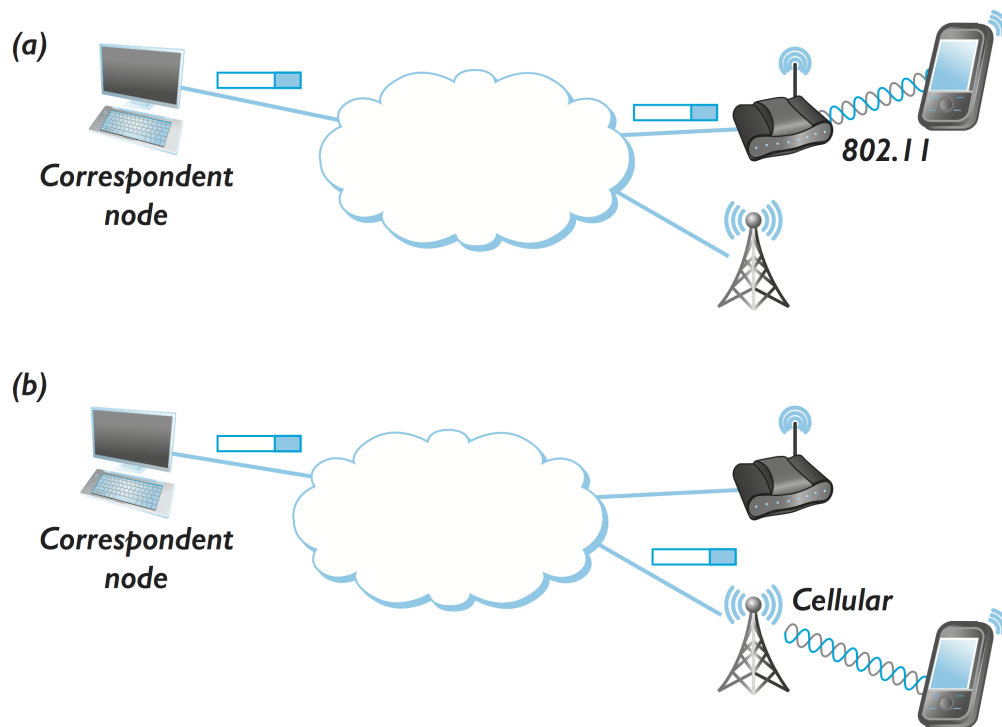 (a)
Correspondent
node
802.11
(b)
Correspondent
node
Cellular